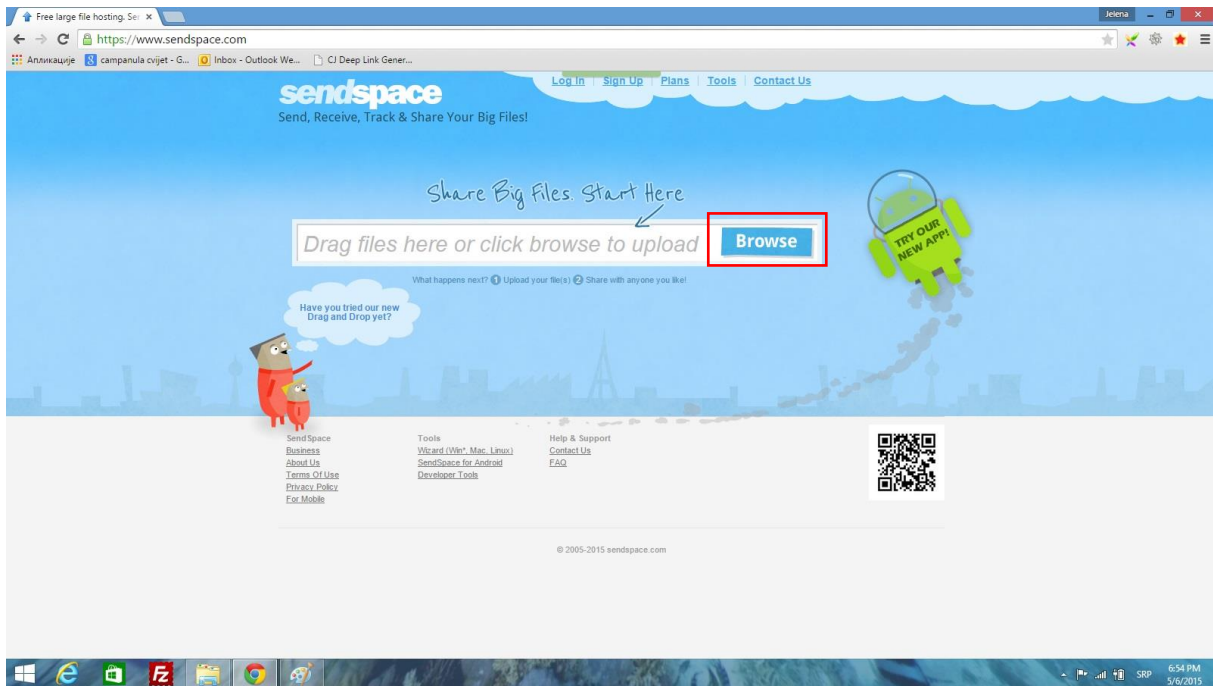 Free large file hosting. Ser
Jelena
https://www.sendspace.com
Апликације
campanula cvijet - G...
Inbox - Outlook We...
CJ Deep Link Gener...
sendspace
Log In
Sign Up
Plans
Tools
Contact Us
Send, Receive, Track & Share Your Big Files!
Share Big Files. Start Here
Drag files here or click browse to upload
Browse
TRY OUR
NEW APP!
What happens next? 1 Upload your file(s) 2 Share with anyone you like!
Have you tried our new
Drag and Drop yet?
SendSpace
Business
About Us
Terms Of Use
Privacy Policy
For Mobile
Tools
Wizard (Win*, Mac, Linux)
SendSpace for Android
Developer Tools
Help & Support
Contact Us
FAQ
© 2005-2015 sendspace.com
SRP
6:54 PM
5/6/2015